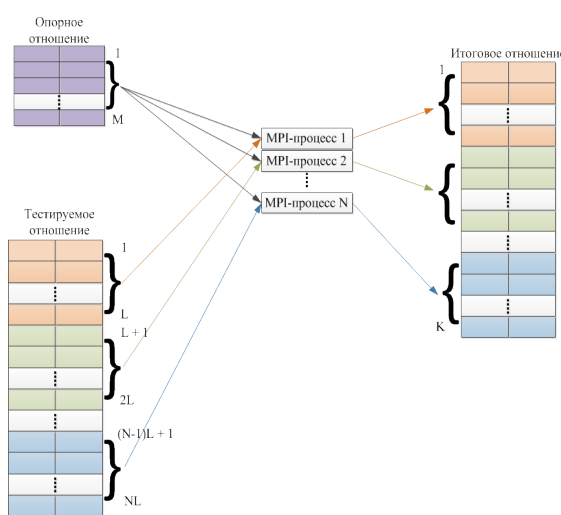 Опорное
отношение
1
M
Итоговое отношение
1
MPI-процесс 1
MPI-процесс 2
MPI-процесс N
K
Тестируемое
отношение
1
L
L + 1
2L
(N-1)L + 1
NL